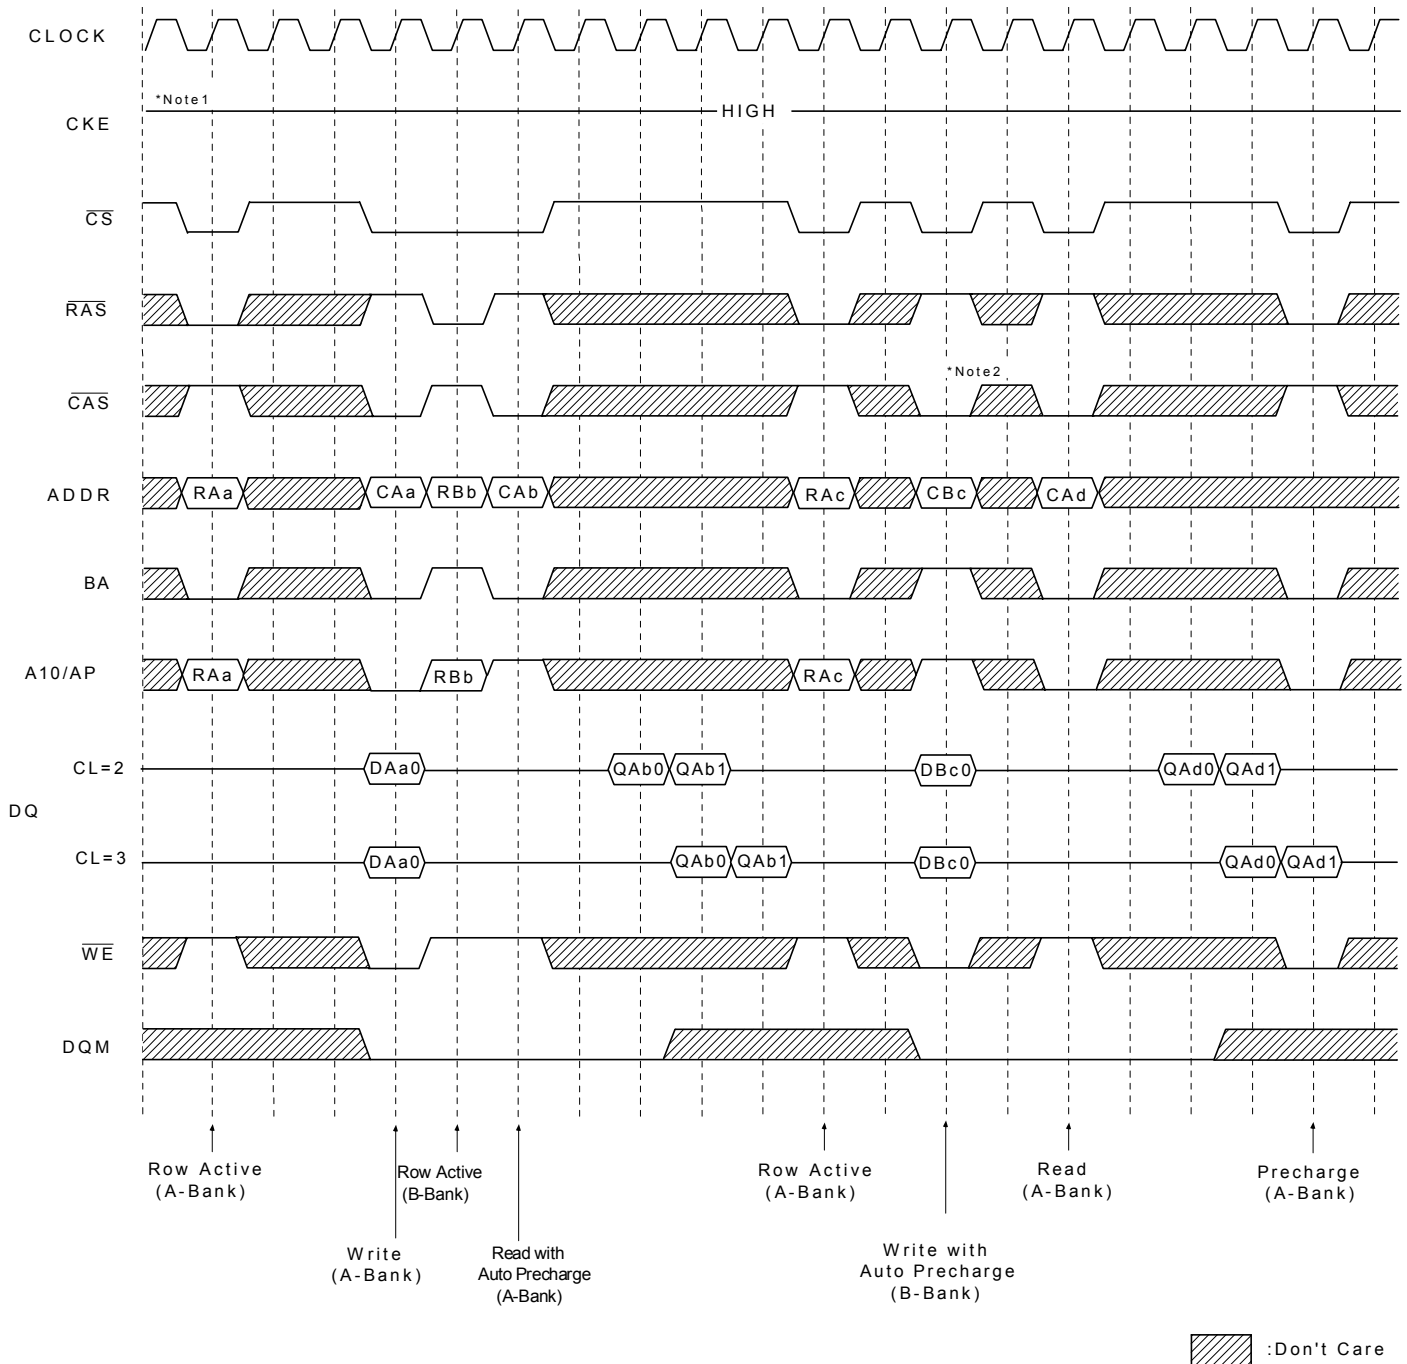 CLOCK
*Note1
HIGH
CKE
CS
RAS
*Note2
CAS
ADDR RAa CAa RBb CAb RAc CBc CAd
BA
A10/AP RAa RBb RAc
CL=2 DAa0 QAb0 QAb1 DBc0 QAd0 QAd1
DQ
CL=3 DAa0 QAb0 QAb1 DBc0 QAd0 QAd1
WE
DQM
Row Active
(A-Bank)
Row Active
(B-Bank)
Row Active
(A-Bank)
Read
(A-Bank)
Precharge
(A-Bank)
Write
(A-Bank)
Read with
Auto Precharge
(A-Bank)
Write with
Auto Precharge
(B-Bank)
:Don't Care